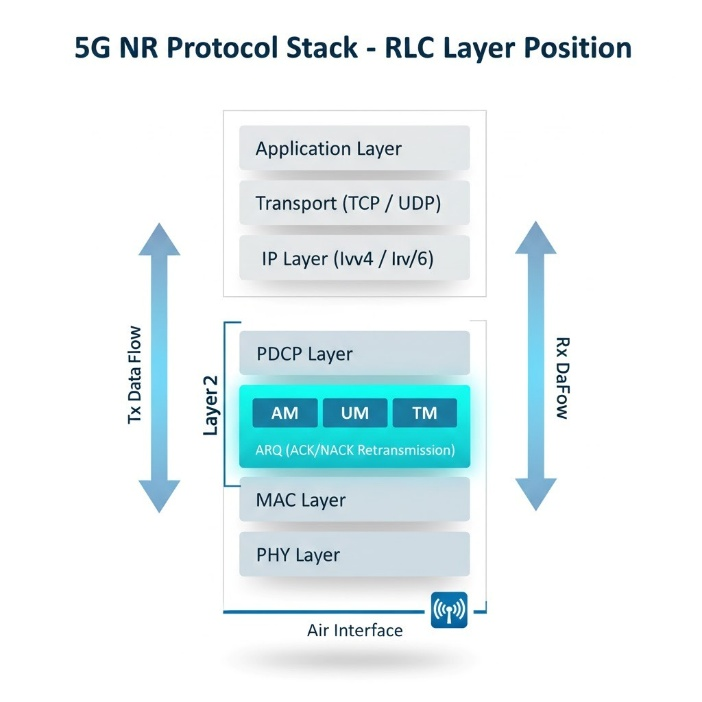 5G NR Protocol Stack - RLC Layer Position
Application Layer
Transport (TCP / UDP)
IP Layer (Ivv4 / Irv/6)
Tx Data Flow
Layer 2
PDCP Layer
AM UM TM
ARQ (ACK/NACK Retransmission)
MAC Layer
PHY Layer
Rx DaFow
Air Interface